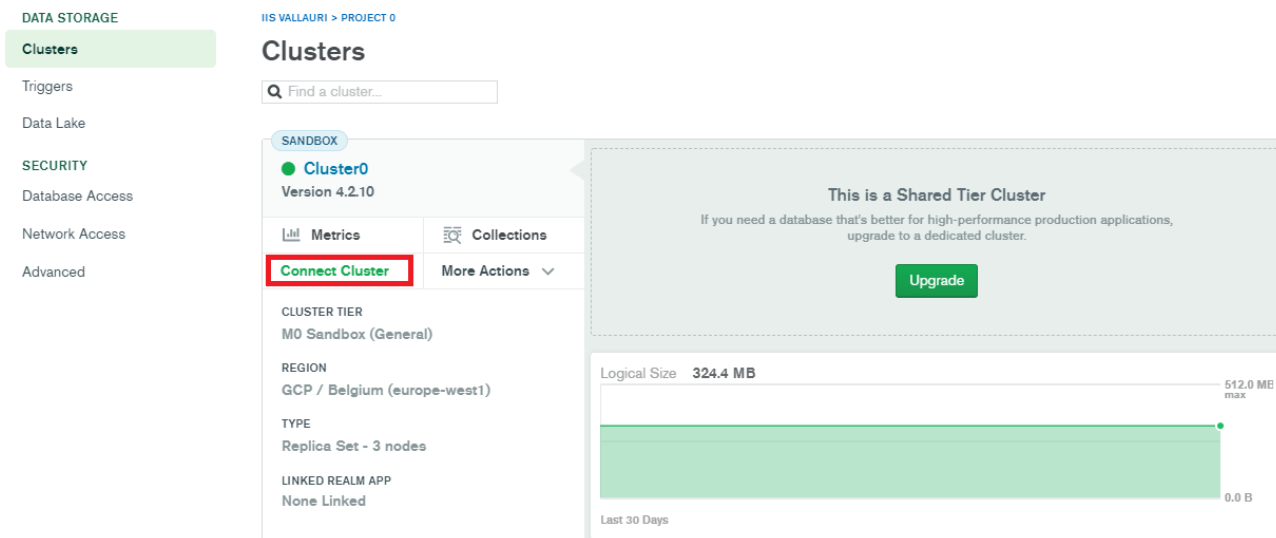 DATA STORAGE
Clusters
Triggers
Data Lake
SECURITY
Database Access
Network Access
Advanced
IIS VALLAURI > PROJECT 0
Clusters
Find a cluster...
SANDBOX
Cluster0
Version 4.2.10
Metrics
Collections
Connect Cluster
More Actions
CLUSTER TIER
M0 Sandbox (General)
REGION
GCP / Belgium (europe-west1)
TYPE
Replica Set - 3 nodes
LINKED REALM APP
None Linked
This is a Shared Tier Cluster
If you need a database that's better for high-performance production applications,
upgrade to a dedicated cluster.
Upgrade
Logical Size 324.4 MB
512.0 MB
max
0.0 B
Last 30 Days